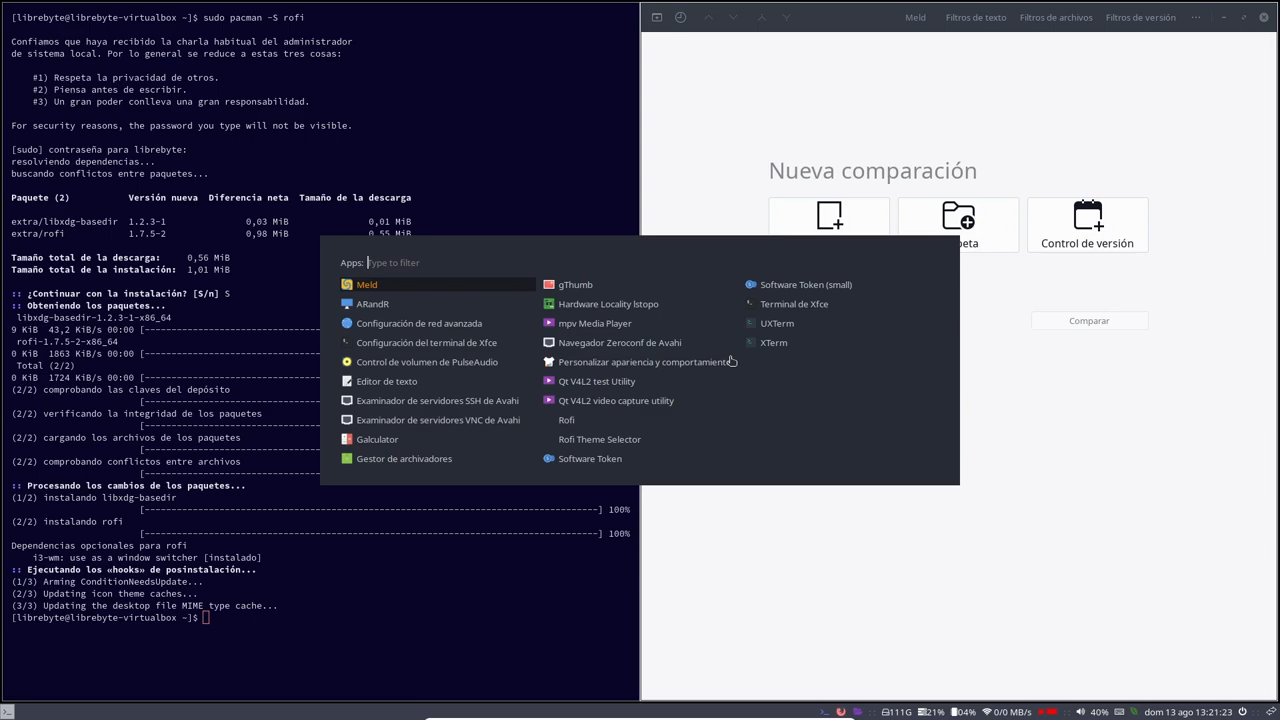 [librebyte@librebyte-virtualbox ~]$ sudo pacman -S rofi
Confiamos que haya recibido la charla habitual del administrador
de sistema local. Por lo general se reduce a estas tres cosas:
#1) Respeta la privacidad de otros.
#2) Piensa antes de escribir.
#3) Un gran poder conlleva una gran responsabilidad.
For security reasons, the password you type will not be visible.
[sudo] contraseña para librebyte:
resolviendo dependencias...
buscando conflictos entre paquetes...
Paquete (2) Versión nueva Diferencia neta Tamaño de la descarga
extra/libxdg-basedir 1.2.3-1 0,03 MiB 0,01 MiB
extra/rofi 1.7.5-2 0,98 MiB 0,55 MiB
Tamaño total de la descarga: 0,56 MiB
Tamaño total de la instalación: 1,01 MiB
:: ¿Continuar con la instalación? [S/n] S
:: Obteniendo los paquetes...
libxdg-basedir-1.2.3-1-x86_64
9 KiB 43,2 KiB/s 00:00 [----------------------
rofi-1.7.5-2-x86_64
0 KiB 1863 KiB/s 00:00 [----------------------
Total (2/2)
0 KiB 1724 KiB/s 00:00 [----------------------
(2/2) comprobando las claves del depósito
[----------------------
(2/2) verificando la integridad de los paquetes
[----------------------
(2/2) cargando los archivos de los paquetes
[----------------------
(2/2) comprobando conflictos entre archivos
[----------------------
:: Procesando los cambios de los paquetes...
(1/2) instalando libxdg-basedir
[---------------------------------------------------------] 100%
(2/2) instalando rofi
[---------------------------------------------------------] 100%
Dependencias opcionales para rofi
i3-wm: use as a window switcher [instalado]
:: Ejecutando los «hooks» de posinstalación...
(1/3) Arming ConditionNeedsUpdate...
(2/3) Updating icon theme caches...
(3/3) Updating the desktop file MIME type cache...
[librebyte@librebyte-virtualbox ~]$
Meld Filtros de texto Filtros de archivos Filtros de versión
Nueva comparación
peta
Control de versión
Comparar
Apps: Type to filter
Meld
ARandR
Configuración de red avanzada
Configuración del terminal de Xfce
Control de volumen de PulseAudio
Editor de texto
Examinador de servidores SSH de Avahi
Examinador de servidores VNC de Avahi
Galculator
Gestor de archivadores
gThumb
Hardware Locality lstopo
mpv Media Player
Navegador Zeroconf de Avahi
Personalizar apariencia y comportamiento
Qt V4L2 test Utility
Qt V4L2 video capture utility
Rofi
Rofi Theme Selector
Software Token
Software Token (small)
Terminal de Xfce
UXTerm
XTerm
111G 21% 04% 0/0 MB/s 40% dom 13 ago 13:21:23